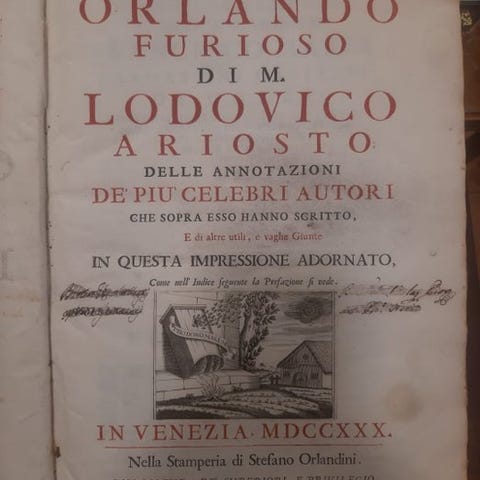 ORLANDO
FURIOSO
DI M.
LODOVICO
ARIOSTO
DELLE ANNOTAZIONI
DE' PIU' CELEBRI AUTORI
CHE SOPRA ESSO HANNO SCRITTO,
E di altre utili, e vaghe Giunte
IN QUESTA IMPRESSIONE ADORNATO,
Come nell' Indice seguente la Prefazione si vede.
IN VENEZIA, MDCCXXX.
Nella Stamperia di Stefano Orlandini.
SUPERIORI, E PRIVILEGIO